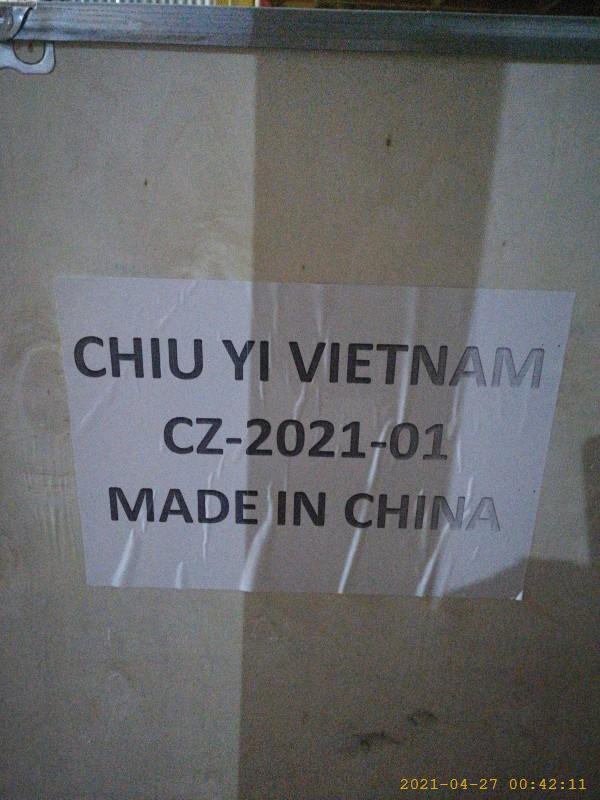 CHIU YI VIETNAM
CZ-2021-01
MADE IN CHINA
2021-04-27 00:42:11